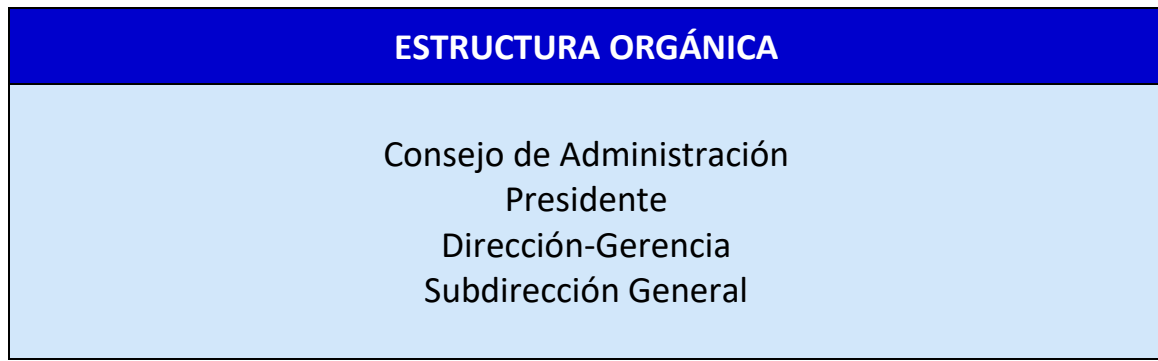 ESTRUCTURA ORGÁNICA
Consejo de Administración
Presidente
Dirección-Gerencia
Subdirección General